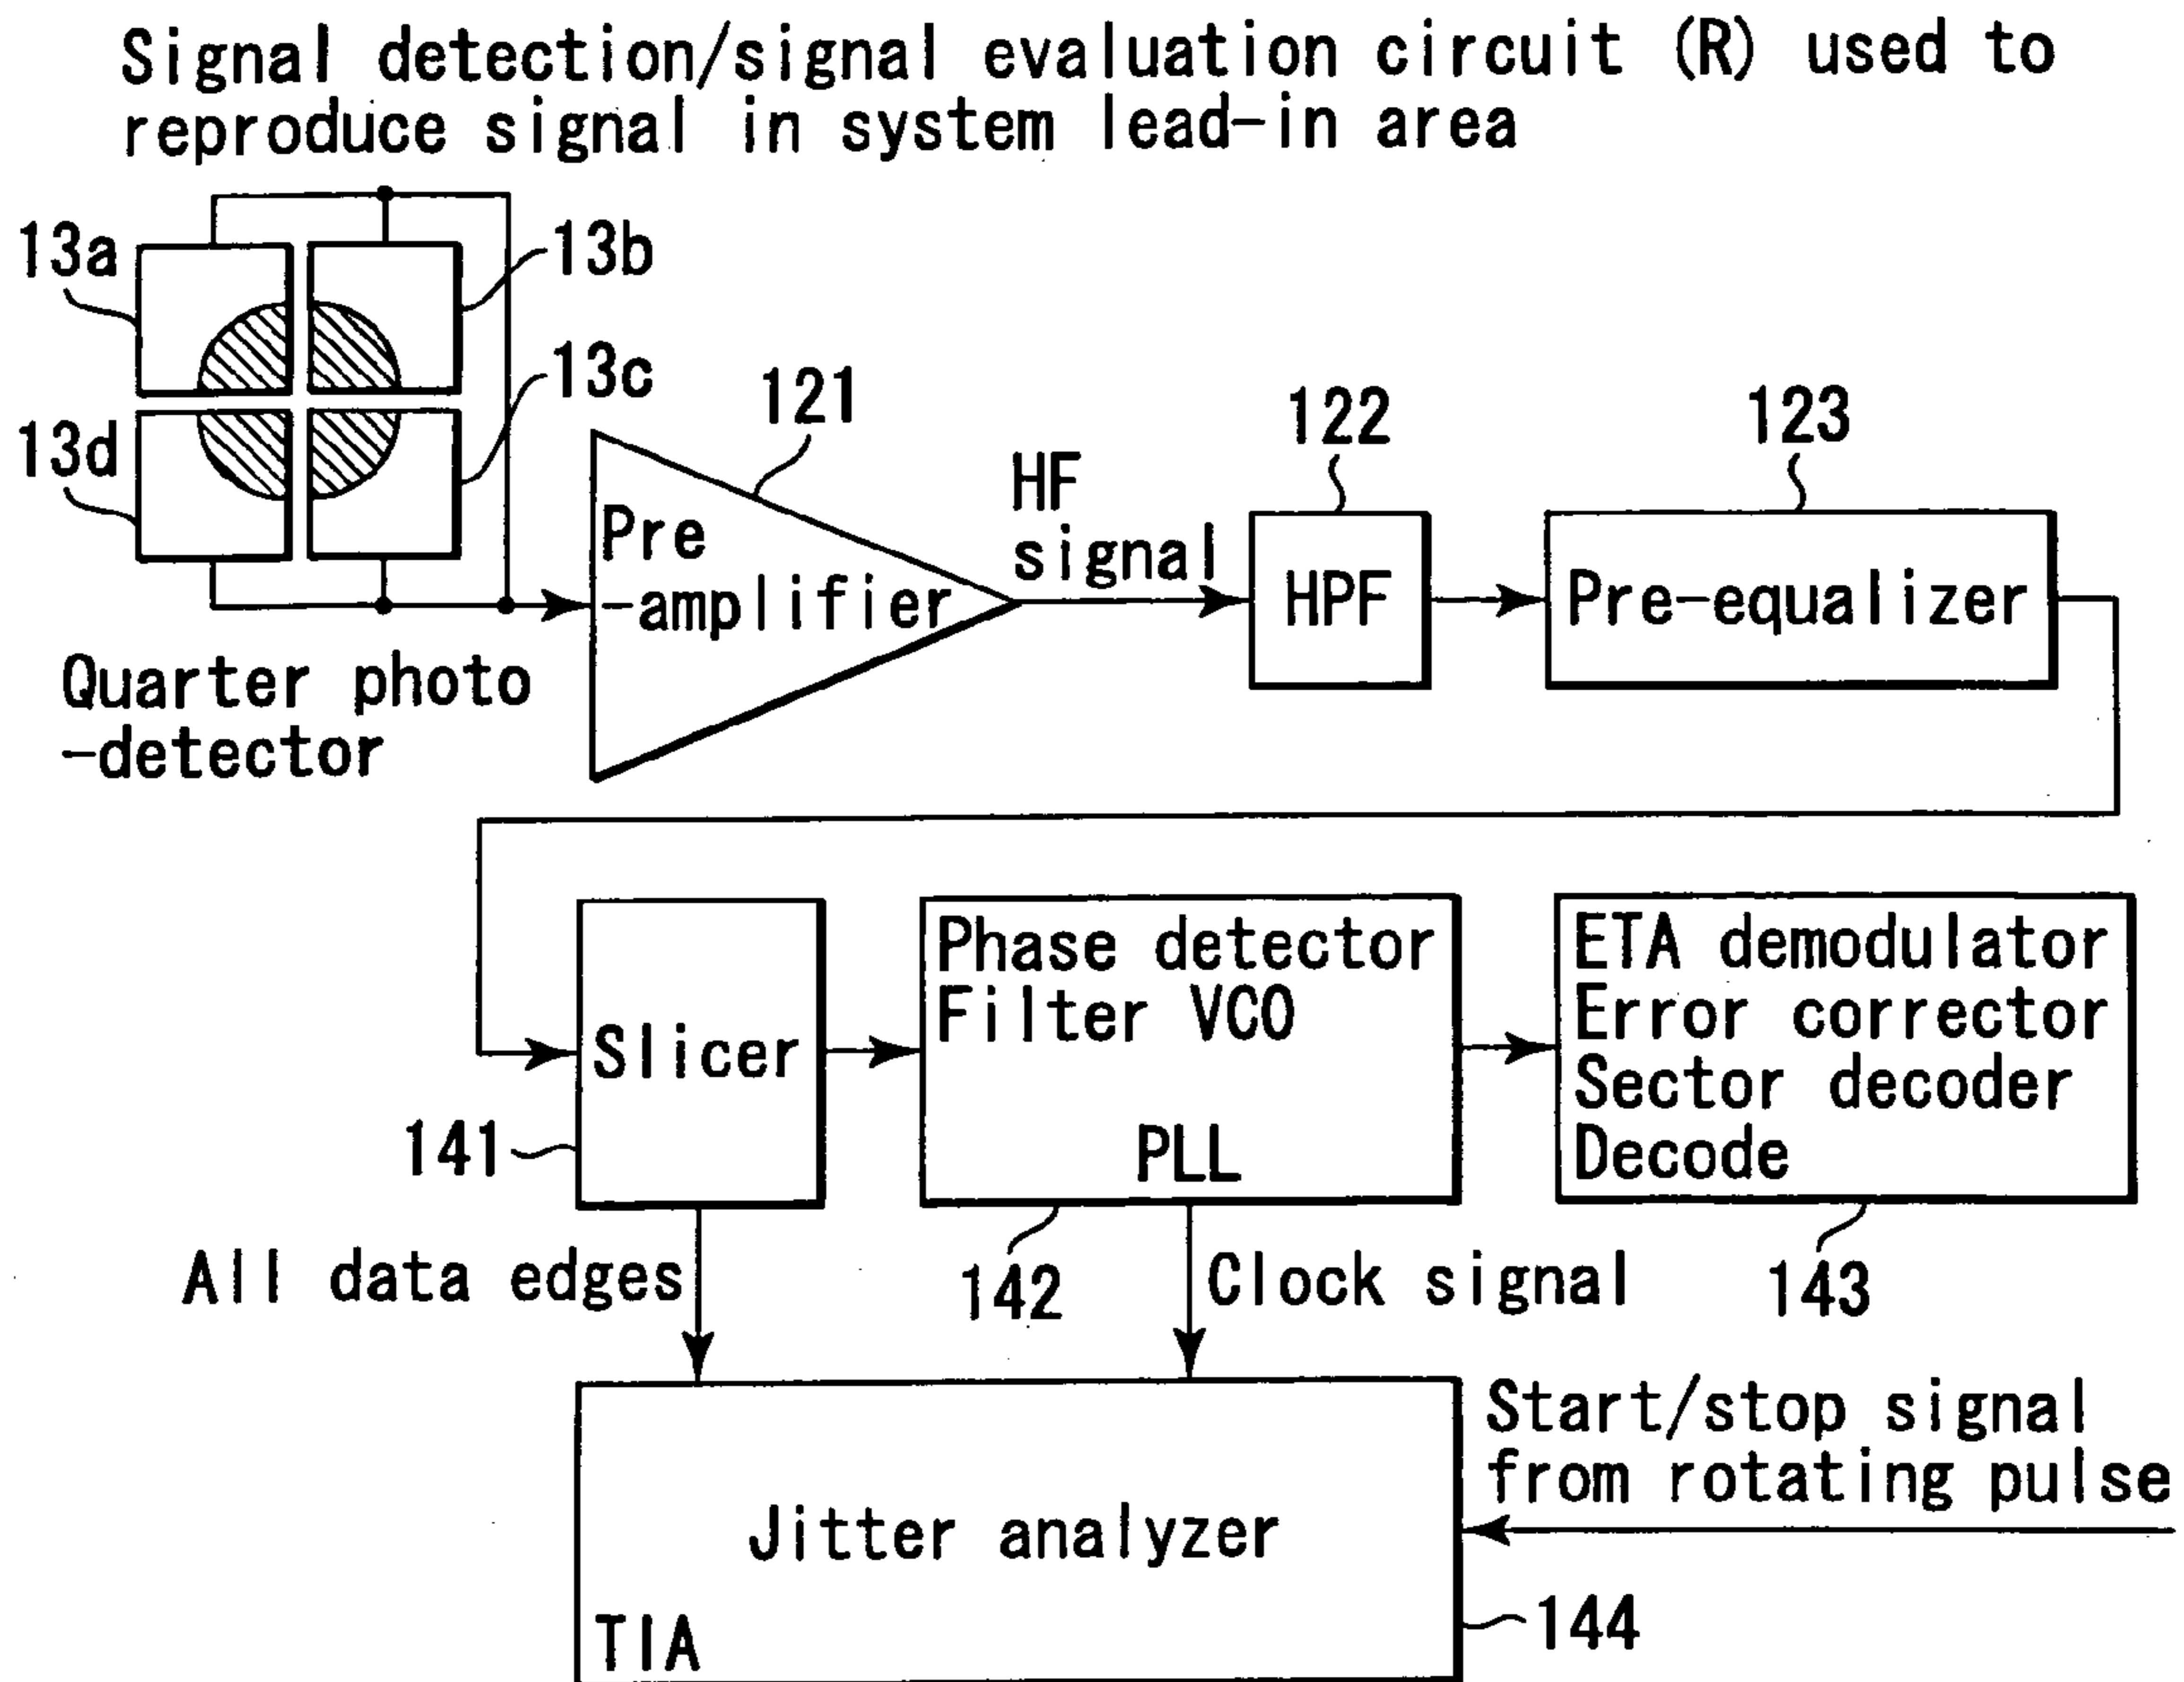 Signal detection/signal evaluation circuit (R) used to
reproduce signal in system lead-in area
13a
13b
13c
13d
121
122
123
HF
signal
Pre
-amplifier
HPF
Pre-equalizer
Quarter photo
-detector
Slicer
Phase detector
Filter VCO
PLL
ETA demodulator
Error corrector
Sector decoder
Decode
141
142
143
All data edges
Clock signal
Start/stop signal
from rotating pulse
Jitter analyzer
TIA
144